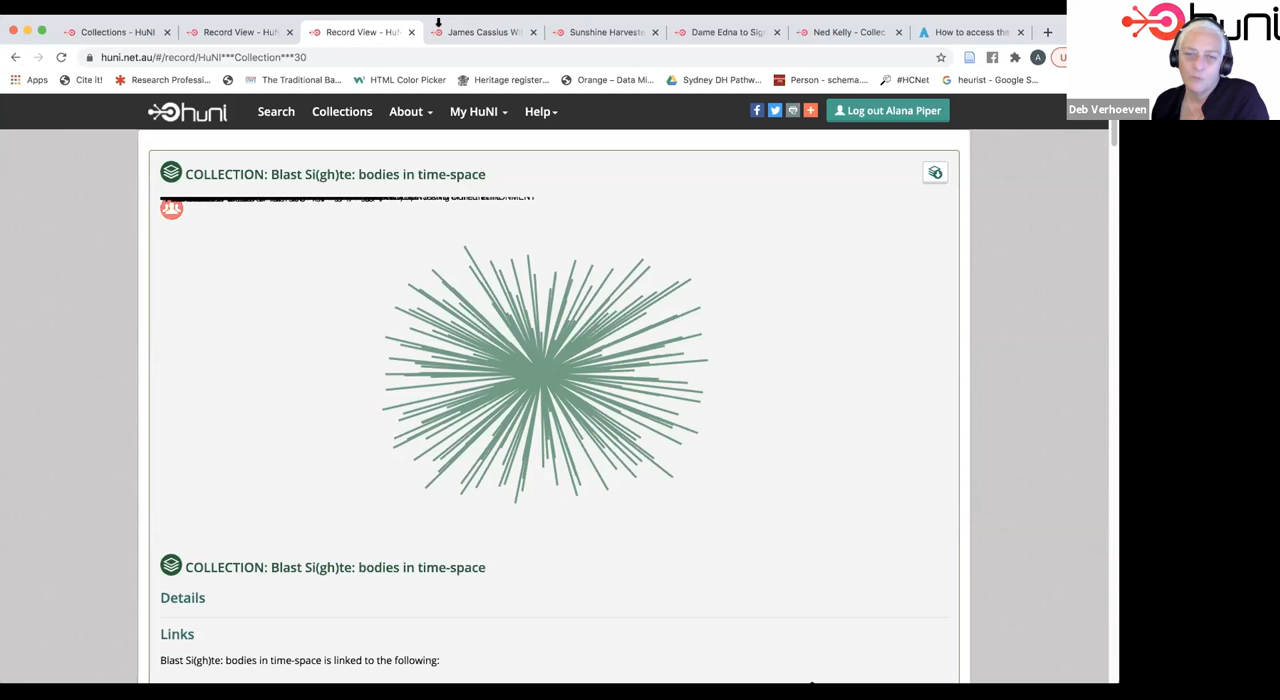 Collections - HuNI
Record View - HuN
Record View - HuN
James Cassius Wi
Sunshine Harveste
Dame Edna to Sig
Ned Kelly - Collec
How to access the
huni.net.au/#/record/HuNI***Collection***30
A
U
Apps
Cite it!
Research Professi...
The Traditional Ba...
HTML Color Picker
Heritage register...
Orange – Data Mi...
Sydney DH Pathw...
Person - schema....
#HCNet
heurist - Google S...
huni
Deb Verhoeven
huni
Search
Collections
About
My HuNI
Help
Log out Alana Piper
COLLECTION: Blast Si(gh)te: bodies in time-space
COLLECTION: Blast Si(gh)te: bodies in time-space
Details
Links
Blast Si(gh)te: bodies in time-space is linked to the following: